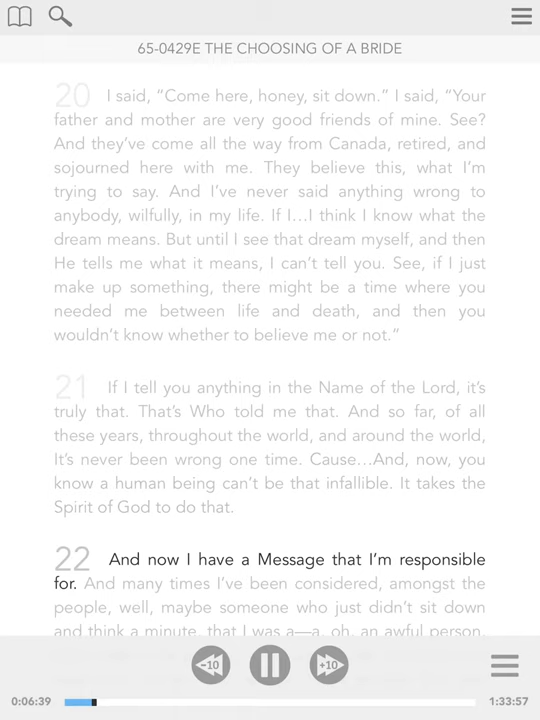 65-0429E THE CHOOSING OF A BRIDE
20 I said, “Come here, honey, sit down.” I said, “Your
father and mother are very good friends of mine. See?
And they’ve come all the way from Canada, retired, and
sojourned here with me. They believe this, what I’m
trying to say. And I’ve never said anything wrong to
anybody, wilfully, in my life. If I…I think I know what the
dream means. But until I see that dream myself, and then
He tells me what it means, I can’t tell you. See, if I just
make up something, there might be a time where you
needed me between life and death, and then you
wouldn’t know whether to believe me or not.”
21 If I tell you anything in the Name of the Lord, it’s
truly that. That’s Who told me that. And so far, of all
these years, throughout the world, and around the world,
It’s never been wrong one time. Cause…And, now, you
know a human being can’t be that infallible. It takes the
Spirit of God to do that.
22 And now I have a Message that I’m responsible
for. And many times I’ve been considered, amongst the
people, well, maybe someone who just didn’t sit down
and think a minute, that I was a—a, oh, an awful person,
-10
+10
0:06:39
1:33:57